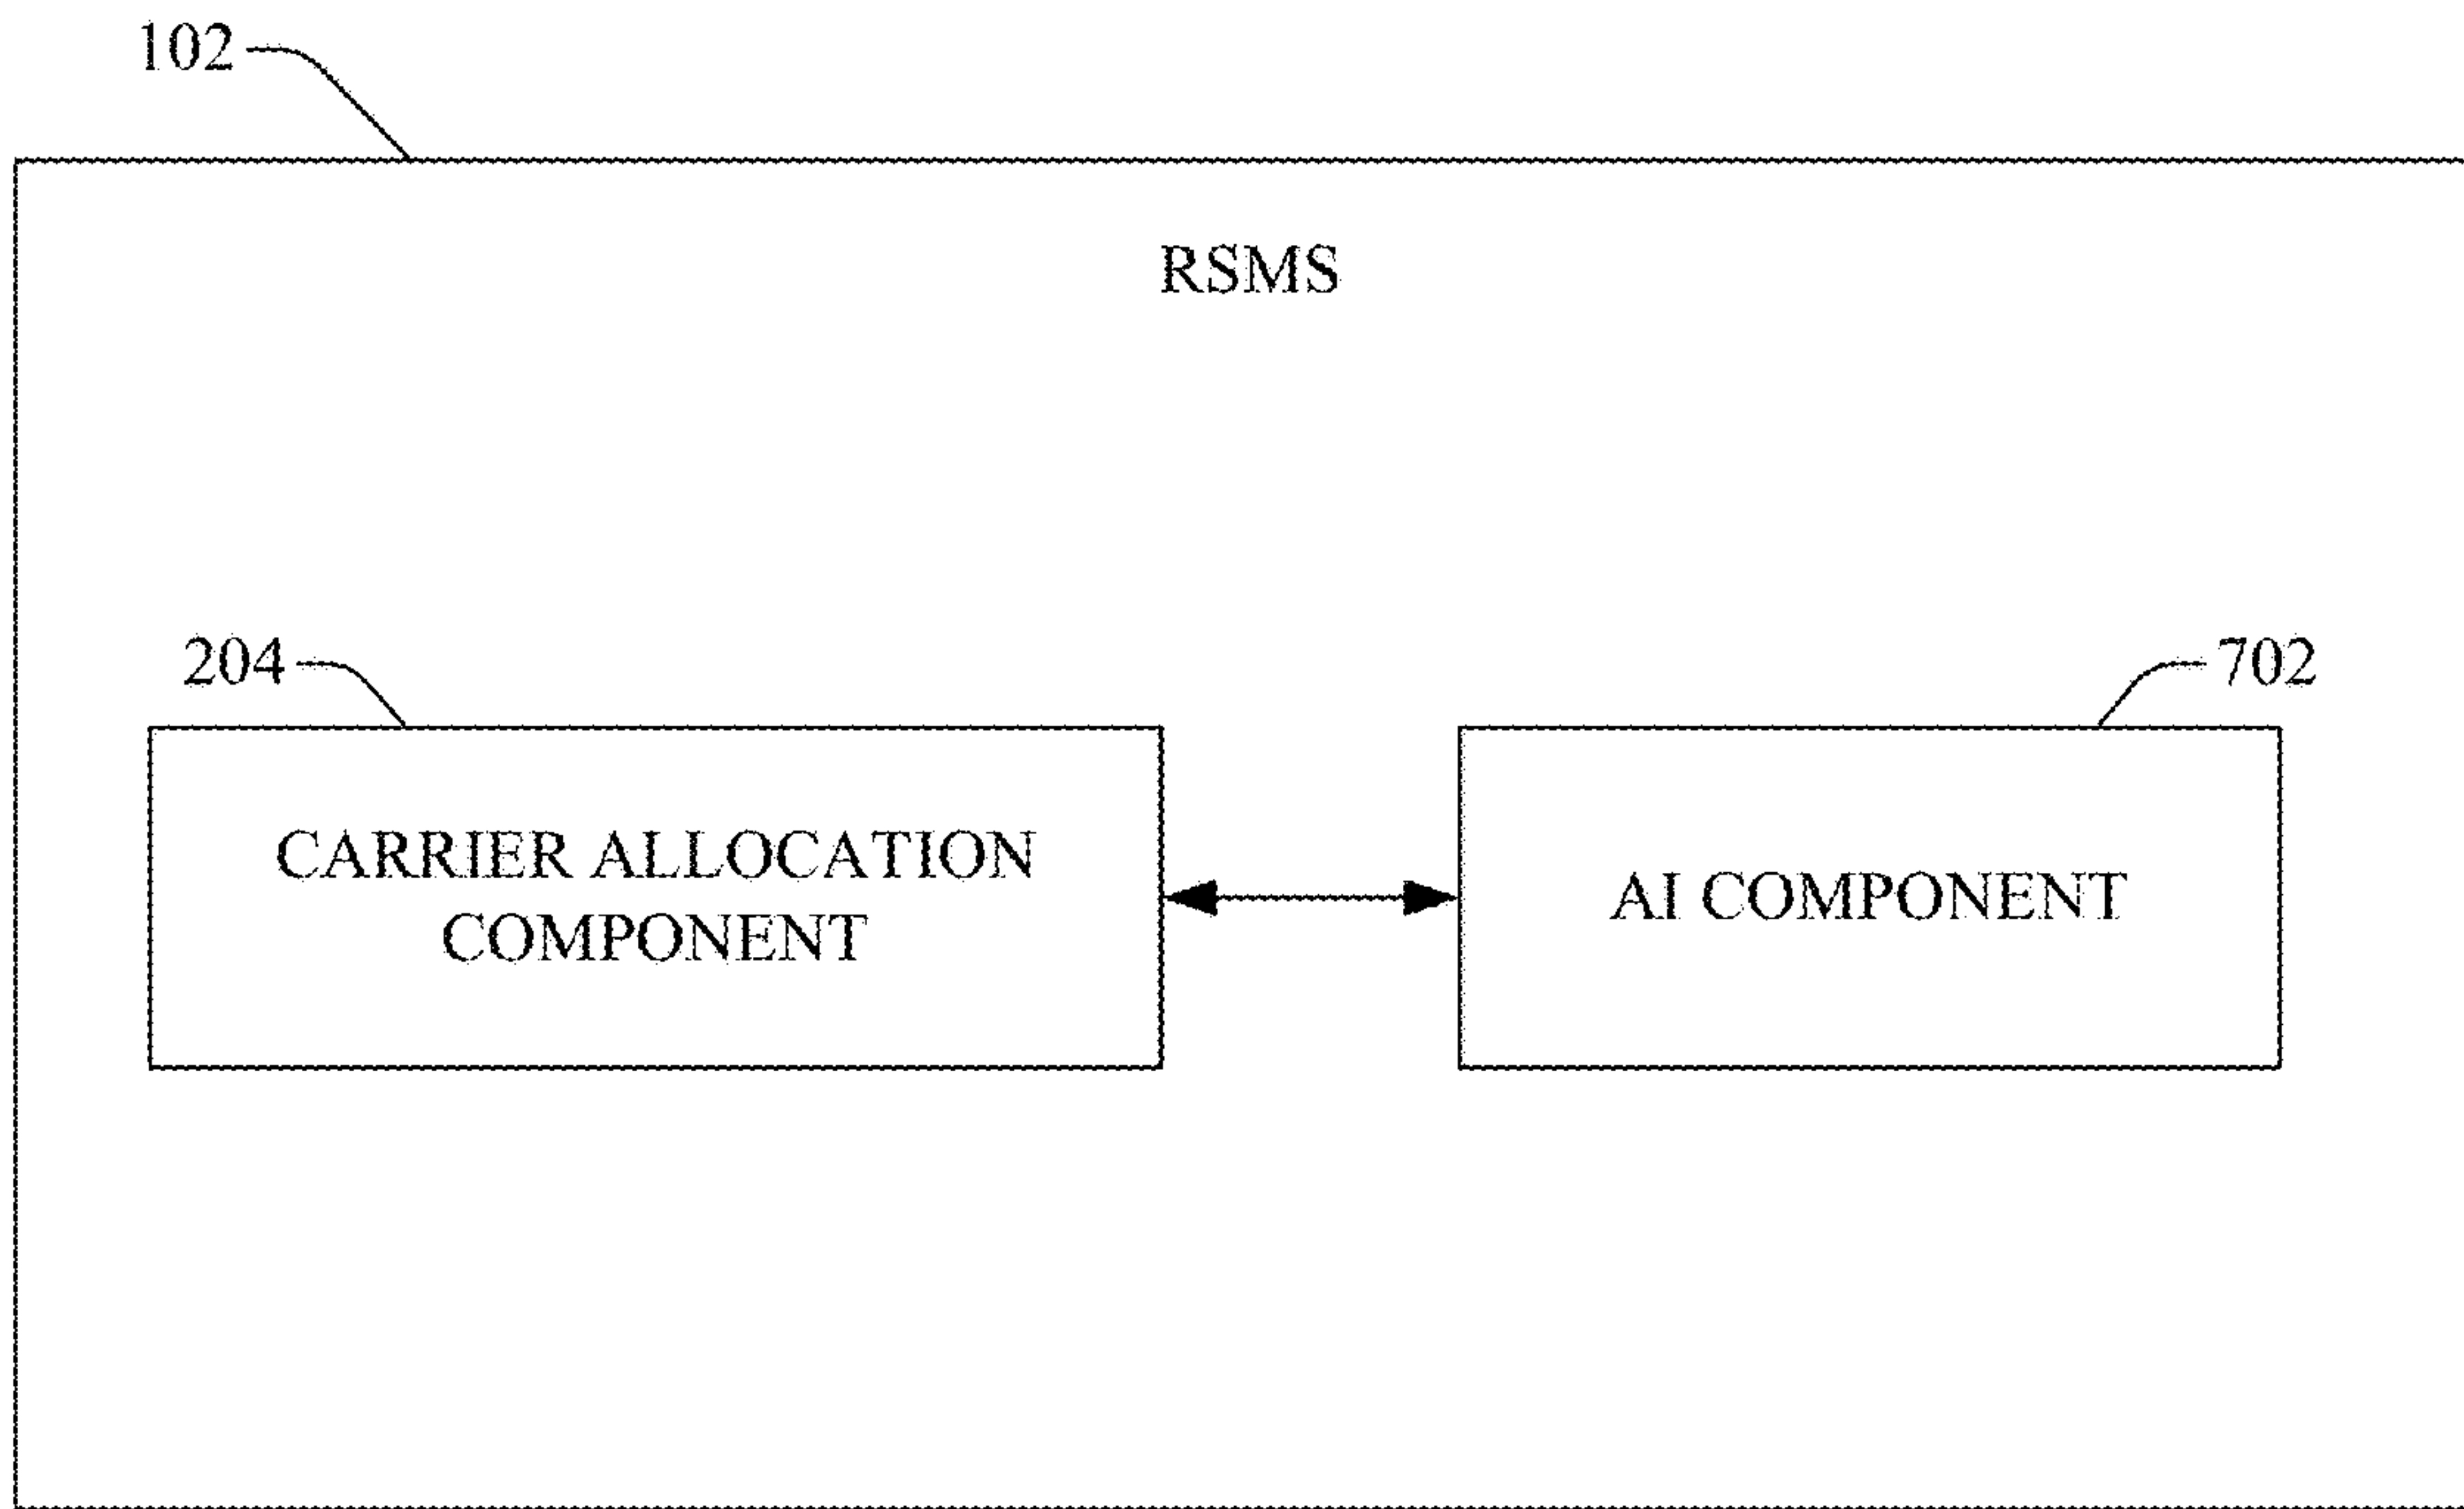 102
RSMS
204
702
CARRIER ALLOCATION
COMPONENT
AI COMPONENT